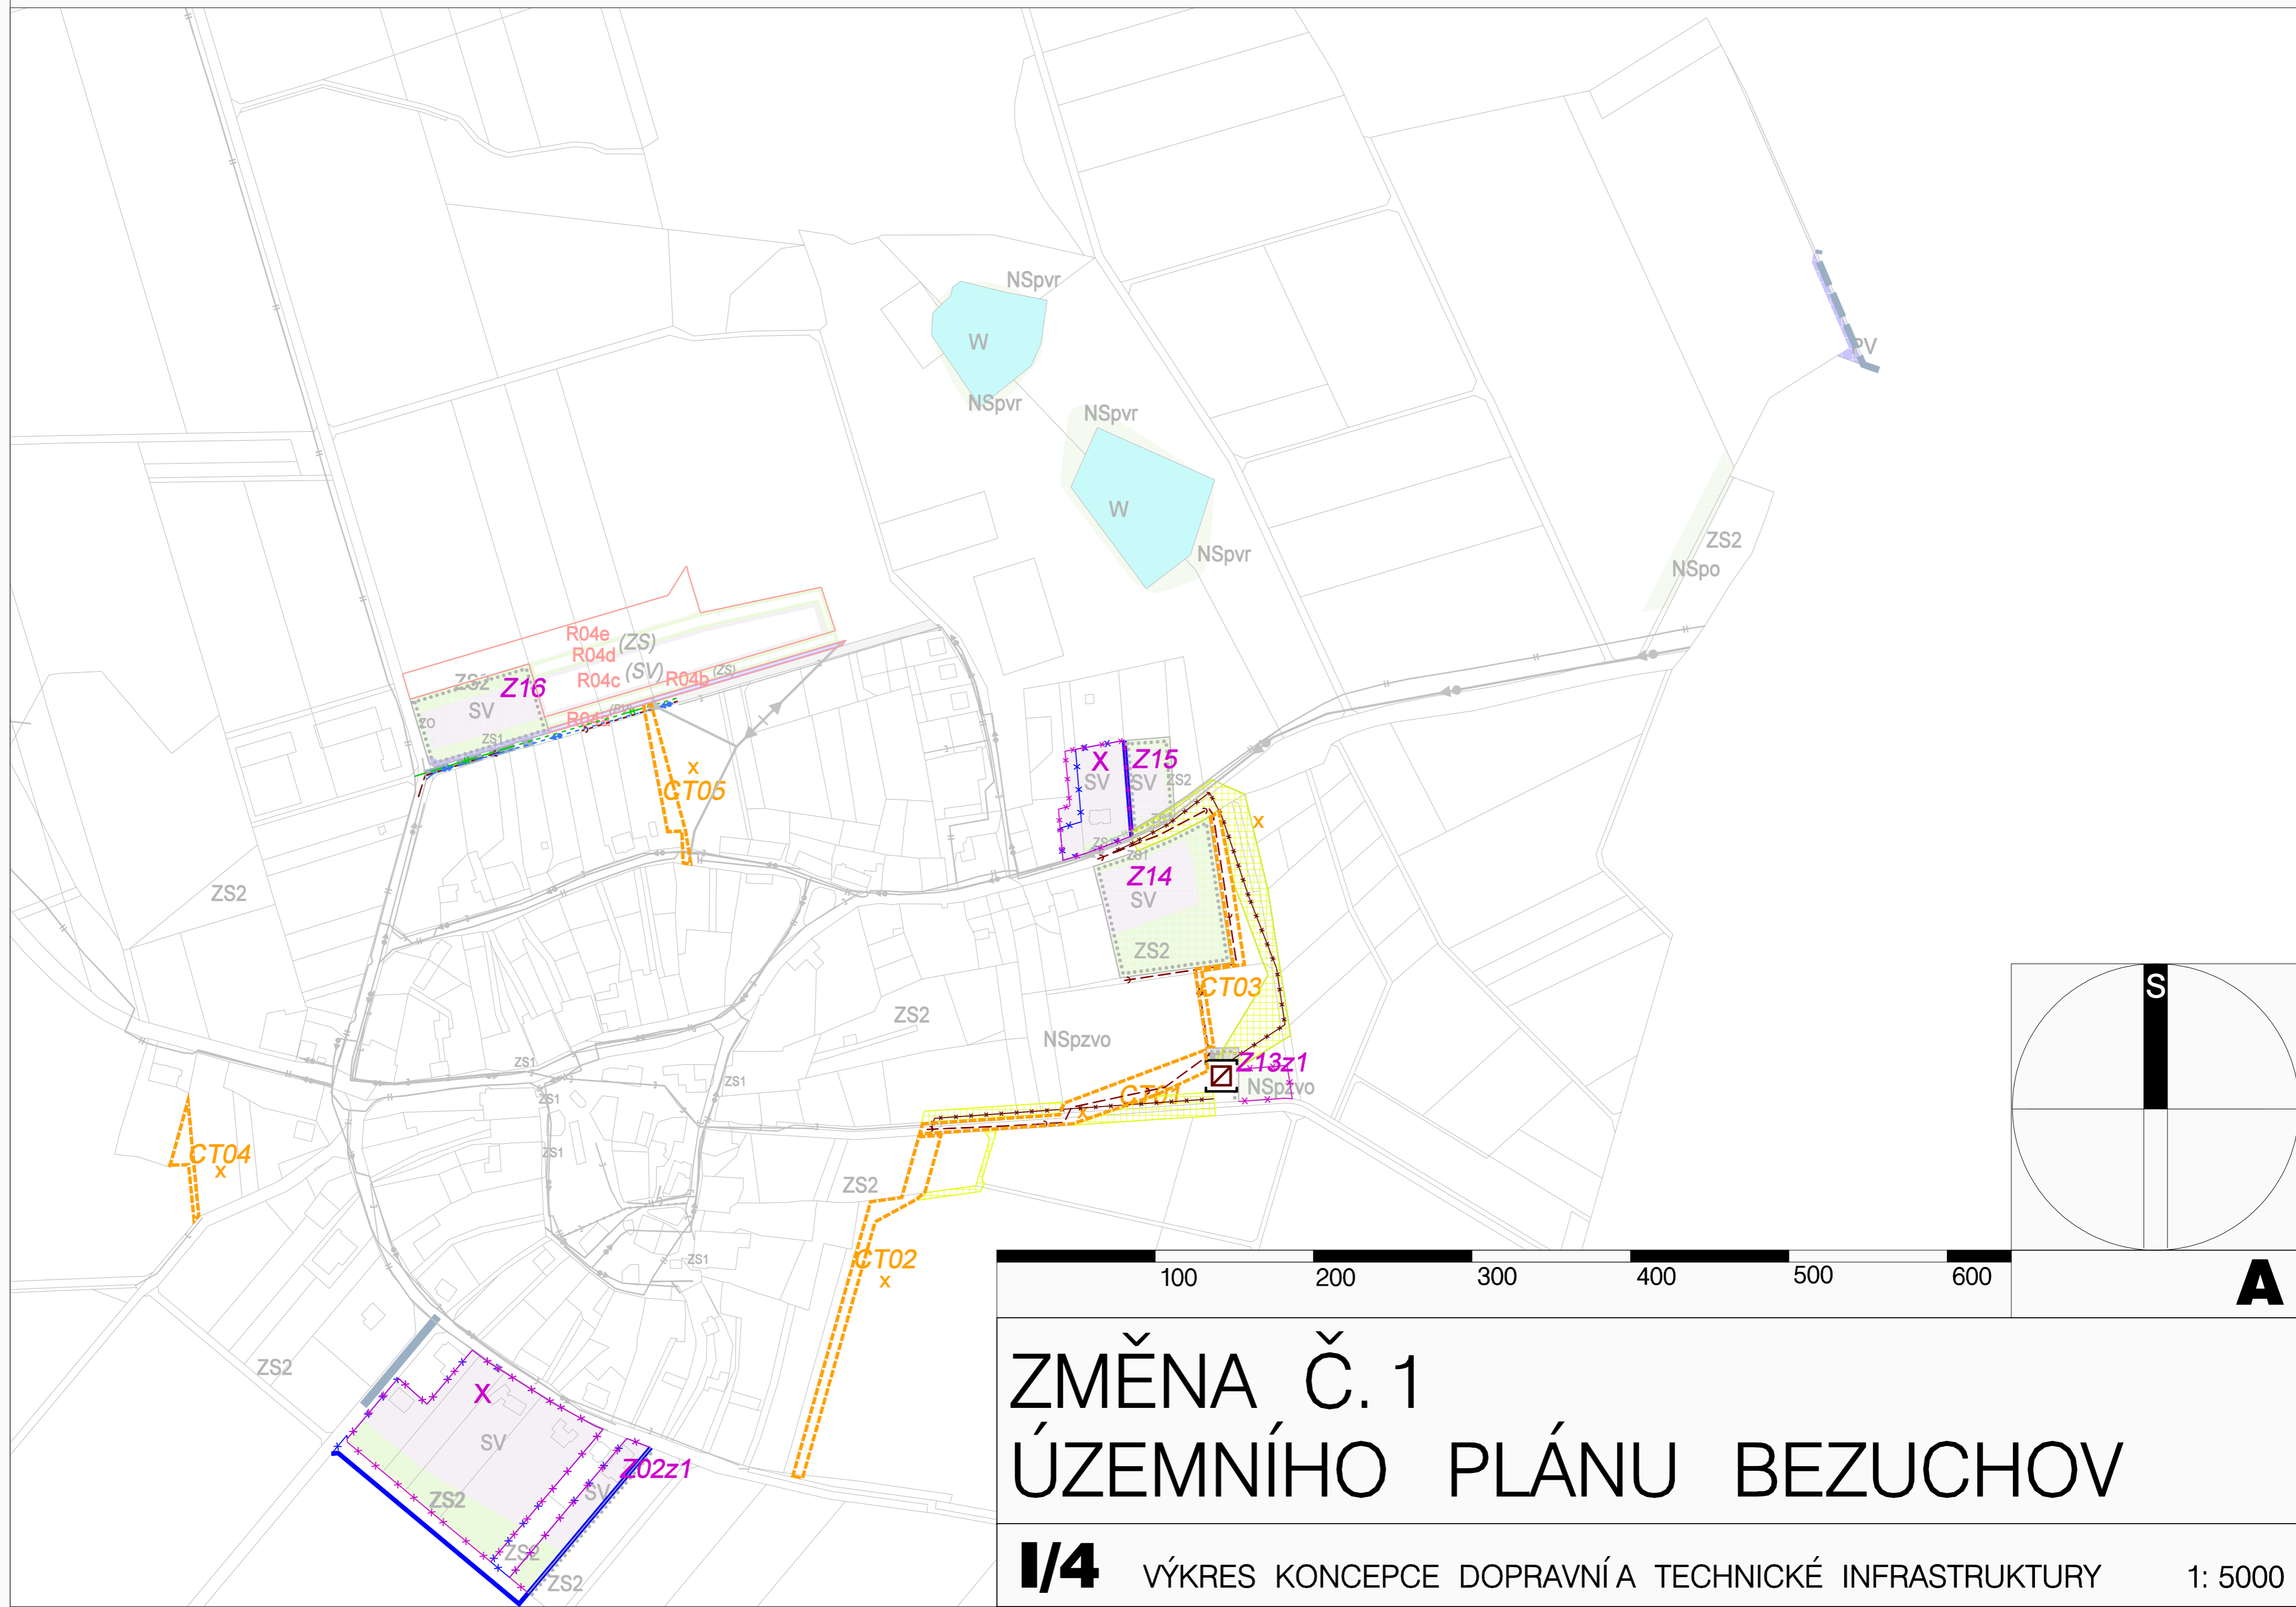 NSpvr
W
PV
NSpvr
NSpvr
W
ZS2
NSpvr
NSpo
R04e
(ZS)
R04d
(SV)
R04c
R04b
(ZS)
ZS2
Z16
SV
ZO
ZS1
X
Z15
SV
SV
ZS2
x
CT05
x
ZS1
Z14
SV
ZS2
ZS2
CT03
ZS2
NSpzvo
Z13z1
NSpzvo
CT01
x
ZS1
ZS1
ZS1
ZS1
CT04
x
ZS2
ZS1
CT02
x
ZS2
X
SV
Z02z1
ZS2
SV
ZS2
ZS2
S
100 200 300 400 500 600
A
ZMĚNA Č. 1
ÚZEMNÍHO PLÁNU BEZUCHOV
I/4 VÝKRES KONCEPCE DOPRAVNÍ A TECHNICKÉ INFRASTRUKTURY 1: 5000